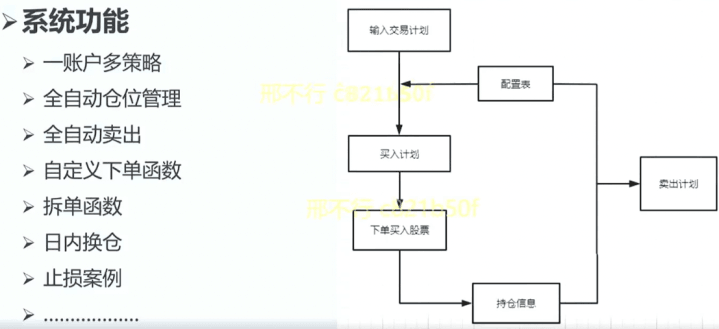 系统功能
一账户多策略
全自动仓位管理
全自动卖出
自定义下单函数
拆单函数
日内换仓
止损案例
..................
输入交易计划
配置表
买入计划
卖出计划
下单买入股票
持仓信息
邢不行 c821b50f
邢不行 c821b50f